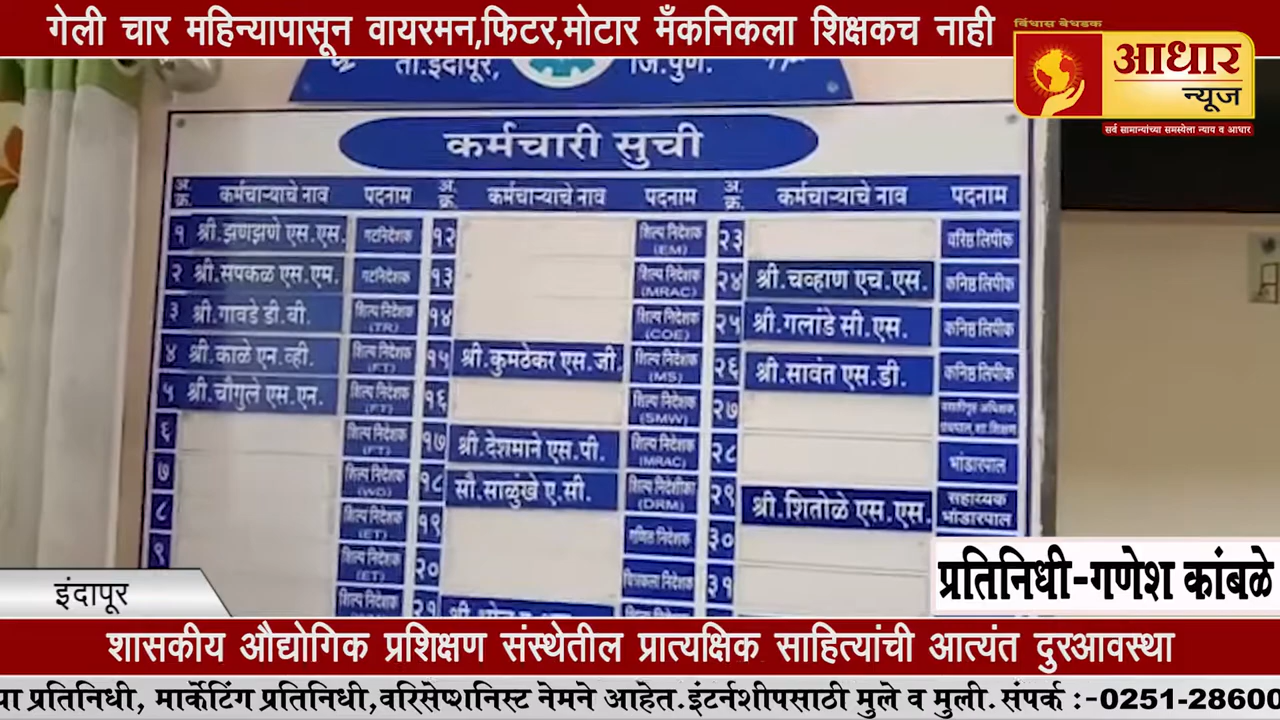 गेली चार महिन्यापासून वायरमन,फिटर,मोटार मॅकनिकला शिक्षकच नाही
बिंधास बेधडक
आधार
न्यूज
सर्व सामान्यांच्या समस्येला न्याय व आधार
ता.इंदापूर, जि.पुणे.
कर्मचारी सुची
अ.क्र. कर्मचाऱ्याचे नाव पदनाम अ.क्र. कर्मचाऱ्याचे नाव पदनाम अ.क्र. कर्मचाऱ्याचे नाव पदनाम
१ श्री.झणझणे एस.एस. गटनिदेशक १२ शिल्प निदेशक (EM) २३ वरिष्ठ लिपीक
२ श्री.सपकळ एस.एम. गटनिदेशक १३ शिल्प निदेशक (MRAC) २४ श्री.चव्हाण एच.एस. कनिष्ठ लिपीक
३ श्री.गावडे डी.बी. शिल्प निदेशक (TR) १४ शिल्प निदेशक (COE) २५ श्री.गलांडे सी.एस. कनिष्ठ लिपीक
४ श्री.काळे एन.व्ही. शिल्प निदेशक (FT) १५ श्री.कुमठेकर एस.जी. शिल्प निदेशक (MS) २६ श्री.सावंत एस.डी. कनिष्ठ लिपीक
५ श्री.चौगुले एस.एन. शिल्प निदेशक (FT) १६ शिल्प निदेशक (SMW) २७
६ शिल्प निदेशक (FT) १७ श्री.देशमाने एस.पी. शिल्प निदेशक (MRAC) २८ भांडारपाल
७ शिल्प निदेशक (WD) १८ सौ.साळुंखे ए.सी. शिल्प निदेशीका (DRM) २९ श्री.शितोळे एस.एस. सहाय्यक भांडारपाल
८ शिल्प निदेशक (ET) १९ गणित निदेशक ३०
९ शिल्प निदेशक (ET) २० चित्रकला निदेशक ३१
शिल्प निदेशक २१
प्रतिनिधी-गणेश कांबळे
इंदापूर
शासकीय औद्योगिक प्रशिक्षण संस्थेतील प्रात्यक्षिक साहित्यांची आत्यंत दुरआवस्था
प्रतिनिधी, मार्केटिंग प्रतिनिधी,वरिसेप्शनिस्ट नेमने आहेत.इंटर्नशीपसाठी मुले व मुली.संपर्क :-0251-28600